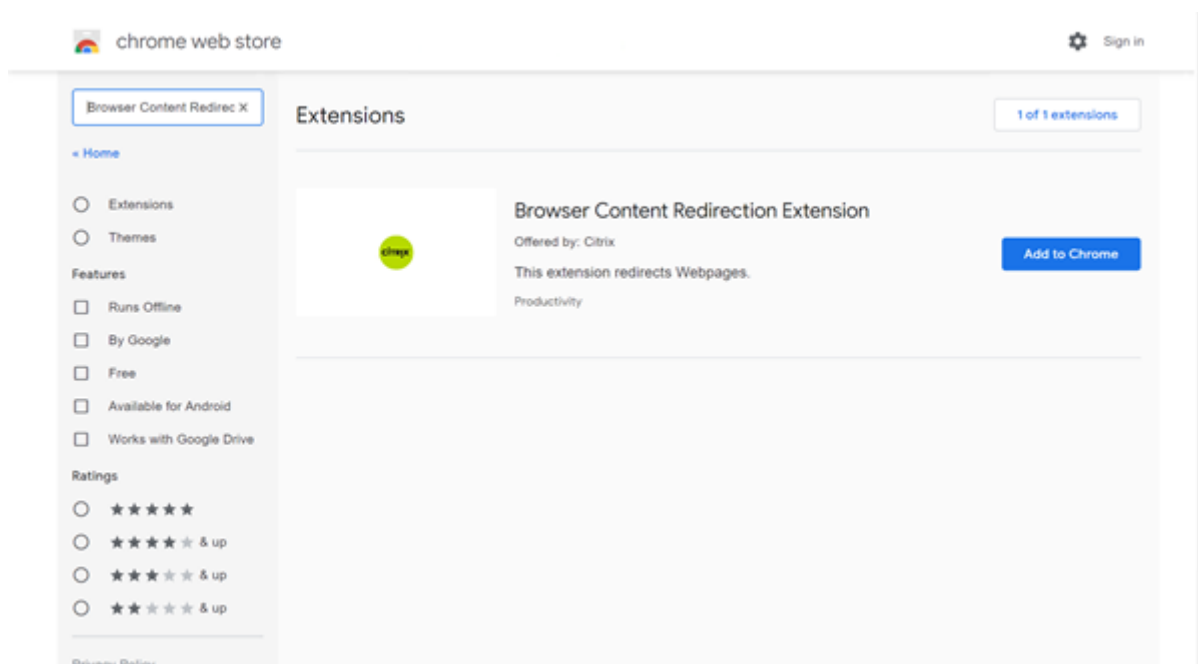 chrome web store
Sign in
Browser Content Redirec
« Home
Extensions
Themes
Features
Runs Offline
By Google
Free
Available for Android
Works with Google Drive
Ratings
& up
& up
& up
Privacy Policy
Extensions
1 of 1 extensions
citrix
Browser Content Redirection Extension
Offered by: Citrix
This extension redirects Webpages.
Productivity
Add to Chrome